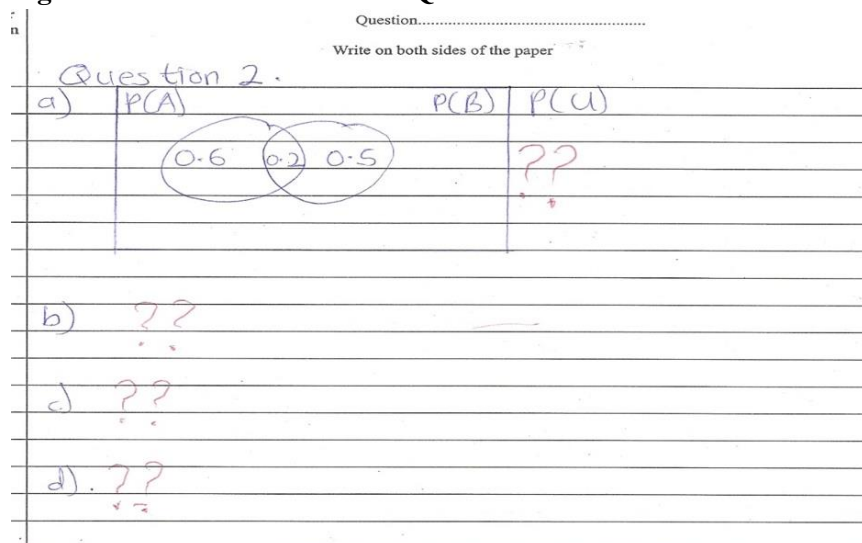 Question......................................................
Write on both sides of the paper
n
Question 2.
a) P(A) P(B) P(U)
0.6 0.2 0.5 ??
b) ??
c) ??
d). ??